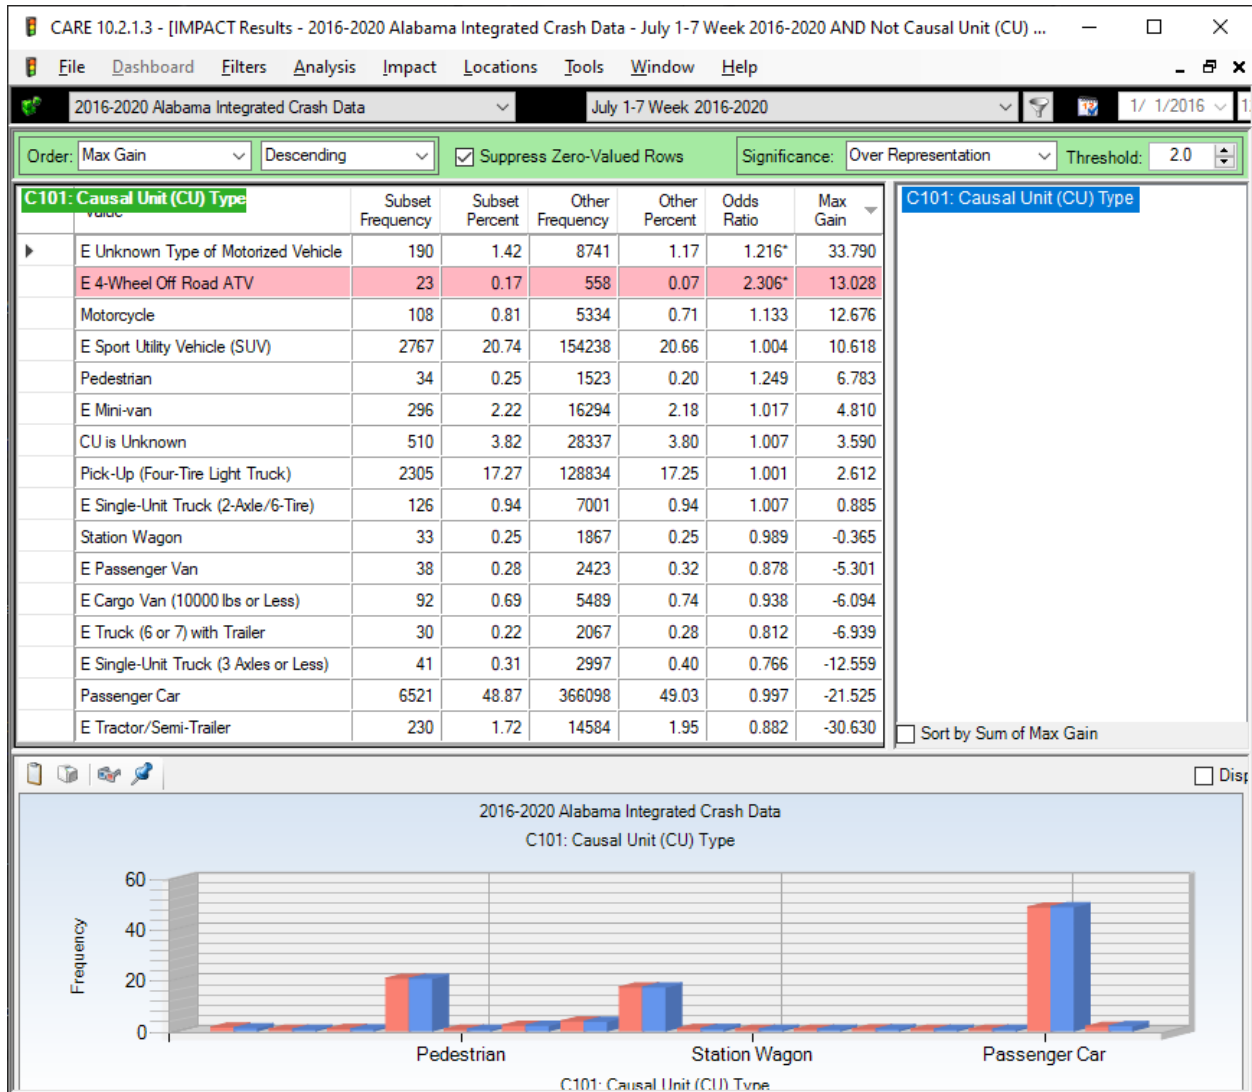 CARE 10.2.1.3 - [IMPACT Results - 2016-2020 Alabama Integrated Crash Data - July 1-7 Week 2016-2020 AND Not Causal Unit (CU) ...
File Dashboard Filters Analysis Impact Locations Tools Window Help
2016-2020 Alabama Integrated Crash Data July 1-7 Week 2016-2020 1/ 1/2016
Order: Max Gain Descending Suppress Zero-Valued Rows Significance: Over Representation Threshold: 2.0
C101: Causal Unit (CU) Type Subset Frequency Subset Percent Other Frequency Other Percent Odds Ratio Max Gain C101: Causal Unit (CU) Type
E Unknown Type of Motorized Vehicle 190 1.42 8741 1.17 1.216* 33.790
E 4-Wheel Off Road ATV 23 0.17 558 0.07 2.306* 13.028
Motorcycle 108 0.81 5334 0.71 1.133 12.676
E Sport Utility Vehicle (SUV) 2767 20.74 154238 20.66 1.004 10.618
Pedestrian 34 0.25 1523 0.20 1.249 6.783
E Mini-van 296 2.22 16294 2.18 1.017 4.810
CU is Unknown 510 3.82 28337 3.80 1.007 3.590
Pick-Up (Four-Tire Light Truck) 2305 17.27 128834 17.25 1.001 2.612
E Single-Unit Truck (2-Axle/6-Tire) 126 0.94 7001 0.94 1.007 0.885
Station Wagon 33 0.25 1867 0.25 0.989 -0.365
E Passenger Van 38 0.28 2423 0.32 0.878 -5.301
E Cargo Van (10000 lbs or Less) 92 0.69 5489 0.74 0.938 -6.094
E Truck (6 or 7) with Trailer 30 0.22 2067 0.28 0.812 -6.939
E Single-Unit Truck (3 Axles or Less) 41 0.31 2997 0.40 0.766 -12.559
Passenger Car 6521 48.87 366098 49.03 0.997 -21.525
E Tractor/Semi-Trailer 230 1.72 14584 1.95 0.882 -30.630
Sort by Sum of Max Gain
Disp
2016-2020 Alabama Integrated Crash Data
C101: Causal Unit (CU) Type
60
40
20
0
Frequency
Pedestrian Station Wagon Passenger Car
C101: Causal Unit (CU) Type